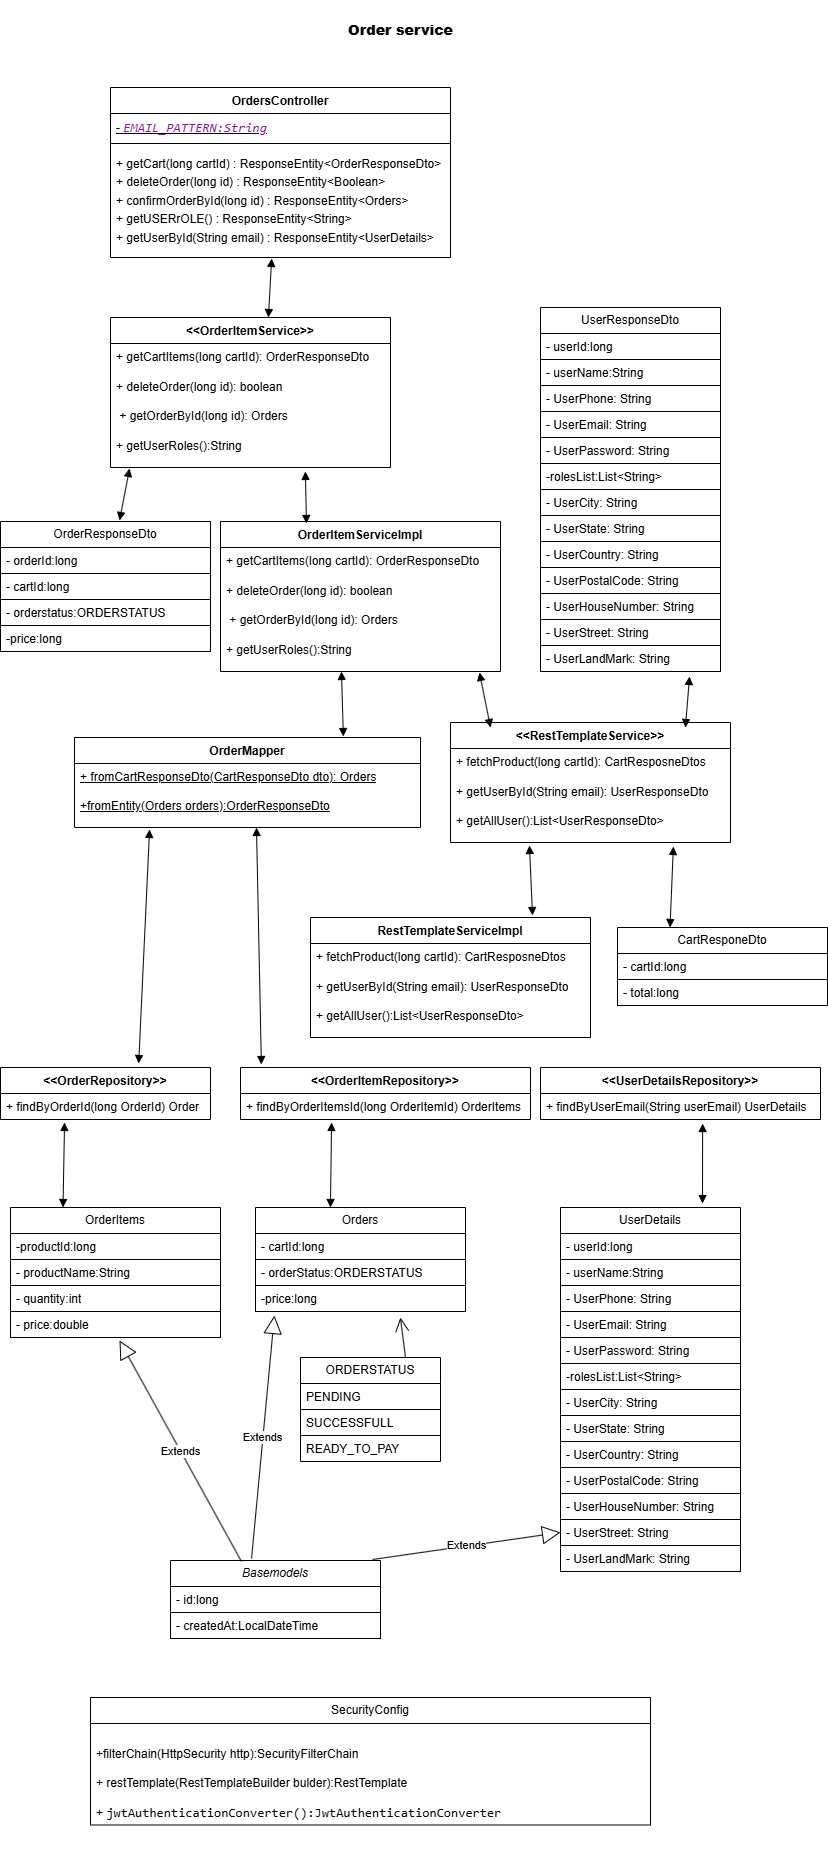 Order service
OrdersController
- EMAIL_PATTERN:String
+ getCart(long cartId) : ResponseEntity<OrderResponseDto>
+ deleteOrder(long id) : ResponseEntity<Boolean>
+ confirmOrderById(long id) : ResponseEntity<Orders>
+ getUSERrOLE() : ResponseEntity<String>
+ getUserById(String email) : ResponseEntity<UserDetails>
<<OrderItemService>>
+ getCartItems(long cartId): OrderResponseDto
+ deleteOrder(long id): boolean
+ getOrderById(long id): Orders
+ getUserRoles():String
UserResponseDto
- userId:long
- userName:String
- UserPhone: String
- UserEmail: String
- UserPassword: String
-rolesList:List<String>
- UserCity: String
- UserState: String
- UserCountry: String
- UserPostalCode: String
- UserHouseNumber: String
- UserStreet: String
- UserLandMark: String
OrderResponseDto
- orderId:long
- cartId:long
- orderstatus:ORDERSTATUS
-price:long
OrderItemServiceImpl
+ getCartItems(long cartId): OrderResponseDto
+ deleteOrder(long id): boolean
+ getOrderById(long id): Orders
+ getUserRoles():String
OrderMapper
+ fromCartResponseDto(CartResponseDto dto): Orders
+fromEntity(Orders orders):OrderResponseDto
<<RestTemplateService>>
+ fetchProduct(long cartId): CartResposneDtos
+ getUserById(String email): UserResponseDto
+ getAllUser():List<UserResponseDto>
RestTemplateServiceImpl
+ fetchProduct(long cartId): CartResposneDtos
+ getUserById(String email): UserResponseDto
+ getAllUser():List<UserResponseDto>
CartResponeDto
- cartId:long
- total:long
<<OrderRepository>>
+ findByOrderId(long OrderId) Order
<<OrderItemRepository>>
+ findByOrderItemsId(long OrderItemId) OrderItems
<<UserDetailsRepository>>
+ findByUserEmail(String userEmail) UserDetails
OrderItems
-productId:long
- productName:String
- quantity:int
- price:double
Orders
- cartId:long
- orderStatus:ORDERSTATUS
-price:long
UserDetails
- userId:long
- userName:String
- UserPhone: String
- UserEmail: String
- UserPassword: String
-rolesList:List<String>
- UserCity: String
- UserState: String
- UserCountry: String
- UserPostalCode: String
- UserHouseNumber: String
- UserStreet: String
- UserLandMark: String
ORDERSTATUS
PENDING
SUCCESSFULL
READY_TO_PAY
Extends
Extends
Extends
Basemodels
- id:long
- createdAt:LocalDateTime
SecurityConfig
+filterChain(HttpSecurity http):SecurityFilterChain
+ restTemplate(RestTemplateBuilder bulder):RestTemplate
+ jwtAuthenticationConverter():JwtAuthenticationConverter